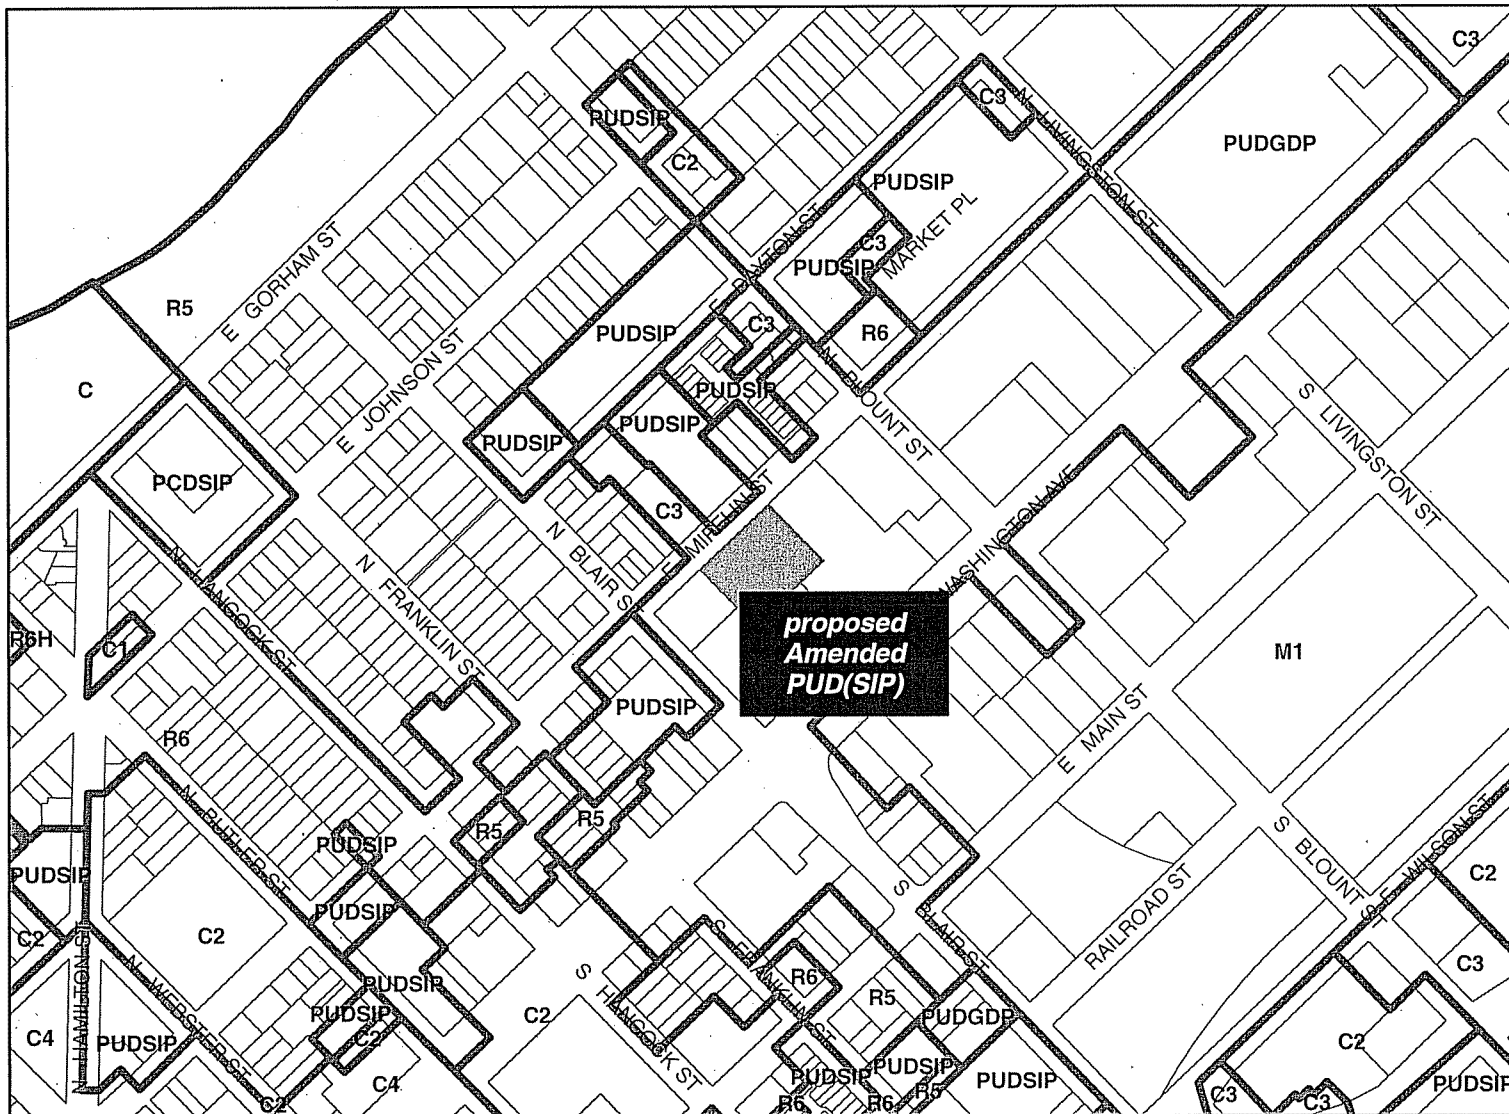 C3
PUDSIP
C2
C3
N LIVINGSTON ST
PUDGDP
PUDSIP
MARKET PL
C3
PUDSIP
E DAYTON ST
E GORHAM ST
R5
C3
PUDSIP
R6
N BLOUNT ST
E JOHNSON ST
C
PUDSIP
PUDSIP
PUDSIP
S LIVINGSTON ST
PCDSIP
C3
E MIFFLIN ST
WASHINGTON AVE
N BLAIR ST
N FRANKLIN ST
N HANCOCK ST
proposed
Amended
PUD(SIP)
R6H
C1
M1
PUDSIP
R6
E MAIN ST
N BUTLER ST
PUDSIP
R5
R5
S BLOUNT ST
E WILSON ST
PUDSIP
PUDSIP
C2
C2
C2
S BLAIR ST
RAILROAD ST
S FRANKLIN ST
N HAMILTON ST
N WEBSTER ST
PUDSIP
S HANCOCK ST
R6
R5
C3
C4
PUDSIP
PUDSIP
C2
C2
PUDGDP
C2
C4
PUDSIP
PUDSIP
PUDSIP
PUDSIP
C2
R6
R6
R5
C3
C3